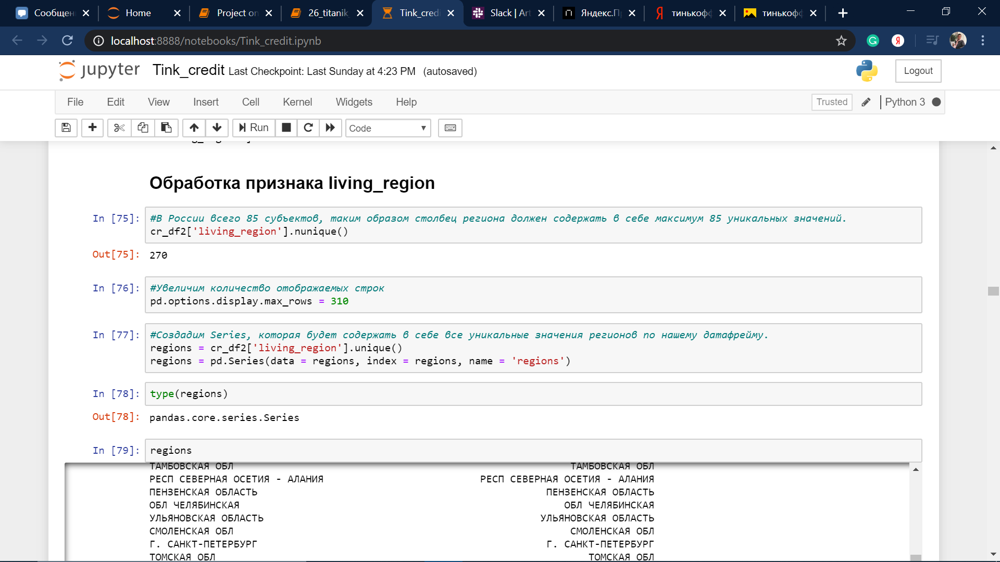 Сообщен
Home
Project on
26_titanik
Tink_credi
Slack | Ar
Яндекс.П
тинькоф
тинькоф
localhost:8888/notebooks/Tink_credit.ipynb
jupyter Tink_credit Last Checkpoint: Last Sunday at 4:23 PM (autosaved)
Logout
File Edit View Insert Cell Kernel Widgets Help
Trusted Python 3
Run Code
Обработка признака living_region
In [75]: #В России всего 85 субъектов, таким образом столбец региона должен содержать в себе максимум 85 уникальных значений.
cr_df2['living_region'].nunique()
Out[75]: 270
In [76]: #Увеличим количество отображаемых строк
pd.options.display.max_rows = 310
In [77]: #Создадим Series, которая будет содержать в себе все уникальные значения регионов по нашему датафрейму.
regions = cr_df2['living_region'].unique()
regions = pd.Series(data = regions, index = regions, name = 'regions')
In [78]: type(regions)
Out[78]: pandas.core.series.Series
In [79]: regions
ТАМБОВСКАЯ ОБЛ ТАМБОВСКАЯ ОБЛ
РЕСП СЕВЕРНАЯ ОСЕТИЯ - АЛАНИЯ РЕСП СЕВЕРНАЯ ОСЕТИЯ - АЛАНИЯ
ПЕНЗЕНСКАЯ ОБЛАСТЬ ПЕНЗЕНСКАЯ ОБЛАСТЬ
ОБЛ ЧЕЛЯБИНСКАЯ ОБЛ ЧЕЛЯБИНСКАЯ
УЛЬЯНОВСКАЯ ОБЛАСТЬ УЛЬЯНОВСКАЯ ОБЛАСТЬ
СМОЛЕНСКАЯ ОБЛ СМОЛЕНСКАЯ ОБЛ
Г. САНКТ-ПЕТЕРБУРГ Г. САНКТ-ПЕТЕРБУРГ
ТОМСКАЯ ОБЛ ТОМСКАЯ ОБЛ